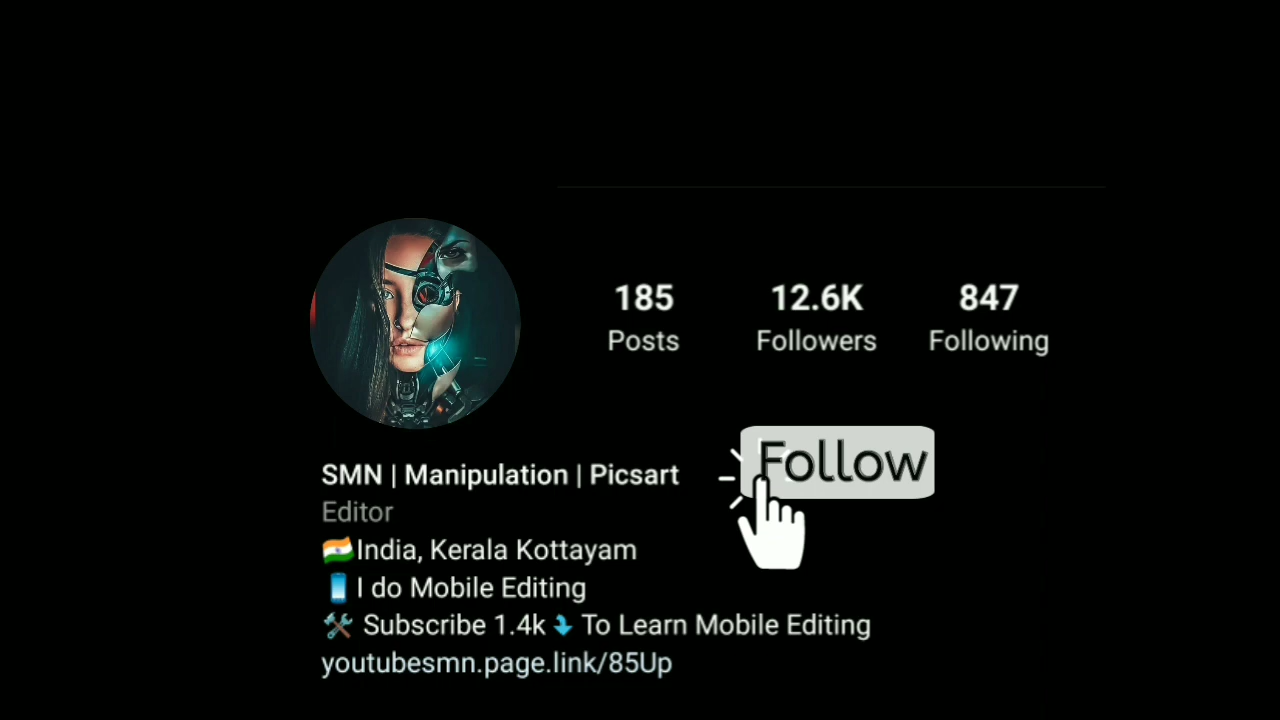 185 12.6K 847
Posts Followers Following
Follow
SMN | Manipulation | Picsart
Editor
🇮🇳India, Kerala Kottayam
📱I do Mobile Editing
🛠️ Subscribe 1.4k⤵️To Learn Mobile Editing
youtubesmn.page.link/85Up